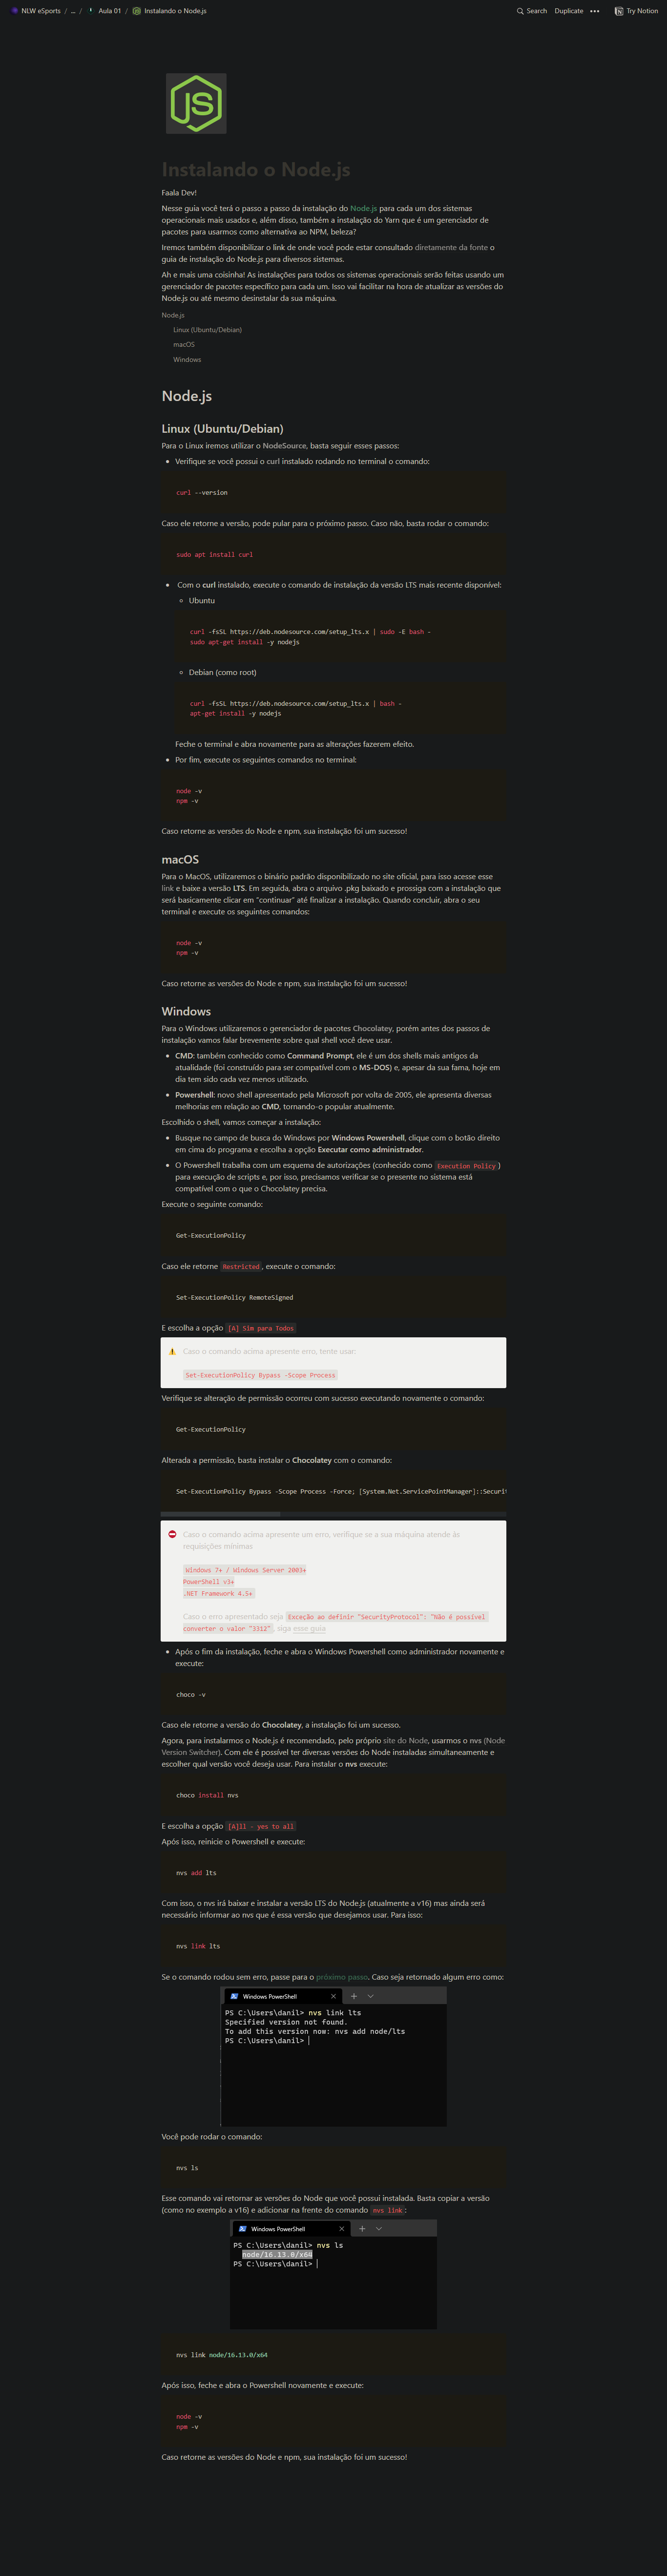 NLW eSports / ... / Aula 01 / Instalando o Node.js
Search Duplicate ••• Try Notion
JS
Instalando o Node.js
Faala Dev!
Nesse guia você terá o passo a passo da instalação do Node.js para cada um dos sistemas
operacionais mais usados e, além disso, também a instalação do Yarn que é um gerenciador de
pacotes para usarmos como alternativa ao NPM, beleza?
Iremos também disponibilizar o link de onde você pode estar consultado diretamente da fonte o
guia de instalação do Node.js para diversos sistemas.
Ah e mais uma coisinha! As instalações para todos os sistemas operacionais serão feitas usando um
gerenciador de pacotes específico para cada um. Isso vai facilitar na hora de atualizar as versões do
Node.js ou até mesmo desinstalar da sua máquina.
Node.js
Linux (Ubuntu/Debian)
macOS
Windows
Node.js
Linux (Ubuntu/Debian)
Para o Linux iremos utilizar o NodeSource, basta seguir esses passos:
• Verifique se você possui o curl instalado rodando no terminal o comando:
curl --version
Caso ele retorne a versão, pode pular para o próximo passo. Caso não, basta rodar o comando:
sudo apt install curl
• Com o curl instalado, execute o comando de instalação da versão LTS mais recente disponível:
◦ Ubuntu
curl -fsSL https://deb.nodesource.com/setup_lts.x | sudo -E bash -
sudo apt-get install -y nodejs
◦ Debian (como root)
curl -fsSL https://deb.nodesource.com/setup_lts.x | bash -
apt-get install -y nodejs
Feche o terminal e abra novamente para as alterações fazerem efeito.
• Por fim, execute os seguintes comandos no terminal:
node -v
npm -v
Caso retorne as versões do Node e npm, sua instalação foi um sucesso!
macOS
Para o MacOS, utilizaremos o binário padrão disponibilizado no site oficial, para isso acesse esse
link e baixe a versão LTS. Em seguida, abra o arquivo .pkg baixado e prossiga com a instalação que
será basicamente clicar em "continuar" até finalizar a instalação. Quando concluir, abra o seu
terminal e execute os seguintes comandos:
node -v
npm -v
Caso retorne as versões do Node e npm, sua instalação foi um sucesso!
Windows
Para o Windows utilizaremos o gerenciador de pacotes Chocolatey, porém antes dos passos de
instalação vamos falar brevemente sobre qual shell você deve usar.
• CMD: também conhecido como Command Prompt, ele é um dos shells mais antigos da
atualidade (foi construído para ser compatível com o MS-DOS) e, apesar da sua fama, hoje em
dia tem sido cada vez menos utilizado.
• Powershell: novo shell apresentado pela Microsoft por volta de 2005, ele apresenta diversas
melhorias em relação ao CMD, tornando-o popular atualmente.
Escolhido o shell, vamos começar a instalação:
• Busque no campo de busca do Windows por Windows Powershell, clique com o botão direito
em cima do programa e escolha a opção Executar como administrador.
• O Powershell trabalha com um esquema de autorizações (conhecido como Execution Policy)
para execução de scripts e, por isso, precisamos verificar se o presente no sistema está
compatível com o que o Chocolatey precisa.
Execute o seguinte comando:
Get-ExecutionPolicy
Caso ele retorne Restricted, execute o comando:
Set-ExecutionPolicy RemoteSigned
E escolha a opção [A] Sim para Todos
Caso o comando acima apresente erro, tente usar:
Set-ExecutionPolicy Bypass -Scope Process
Verifique se alteração de permissão ocorreu com sucesso executando novamente o comando:
Get-ExecutionPolicy
Alterada a permissão, basta instalar o Chocolatey com o comando:
Set-ExecutionPolicy Bypass -Scope Process -Force; [System.Net.ServicePointManager]::Securit
Caso o comando acima apresente um erro, verifique se a sua máquina atende às
requisições mínimas
Windows 7+ / Windows Server 2003+
PowerShell v3+
.NET Framework 4.5+
Caso o erro apresentado seja Exceção ao definir "SecurityProtocol": "Não é possível
converter o valor "3312", siga esse guia
• Após o fim da instalação, feche e abra o Windows Powershell como administrador novamente e
execute:
choco -v
Caso ele retorne a versão do Chocolatey, a instalação foi um sucesso.
Agora, para instalarmos o Node.js é recomendado, pelo próprio site do Node, usarmos o nvs (Node
Version Switcher). Com ele é possível ter diversas versões do Node instaladas simultaneamente e
escolher qual versão você deseja usar. Para instalar o nvs execute:
choco install nvs
E escolha a opção [A]ll - yes to all
Após isso, reinicie o Powershell e execute:
nvs add lts
Com isso, o nvs irá baixar e instalar a versão LTS do Node.js (atualmente a v16) mas ainda será
necessário informar ao nvs que é essa versão que desejamos usar. Para isso:
nvs link lts
Se o comando rodou sem erro, passe para o próximo passo. Caso seja retornado algum erro como:
Windows PowerShell
PS C:\Users\danil> nvs link lts
Specified version not found.
To add this version now: nvs add node/lts
PS C:\Users\danil>
Você pode rodar o comando:
nvs ls
Esse comando vai retornar as versões do Node que você possui instalada. Basta copiar a versão
(como no exemplo a v16) e adicionar na frente do comando nvs link:
Windows PowerShell
PS C:\Users\danil> nvs ls
node/16.13.0/x64
PS C:\Users\danil>
nvs link node/16.13.0/x64
Após isso, feche e abra o Powershell novamente e execute:
node -v
npm -v
Caso retorne as versões do Node e npm, sua instalação foi um sucesso!